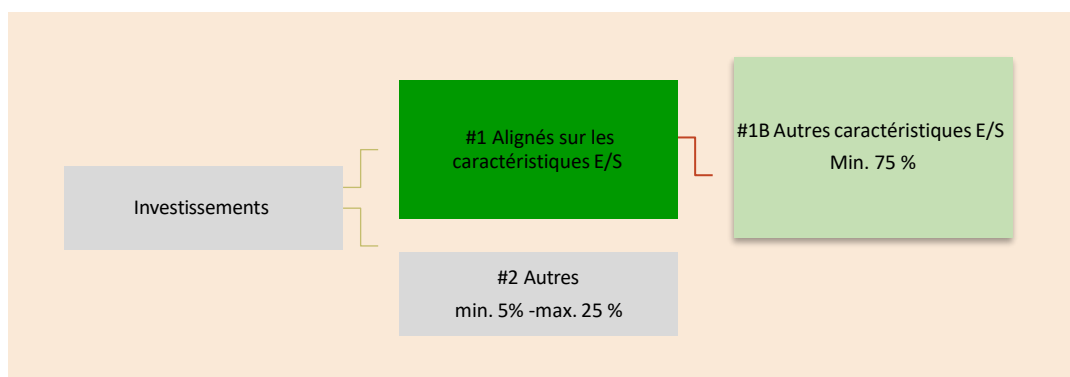 Investissements
#1 Alignés sur les
caractéristiques E/S
#1B Autres caractéristiques E/S
Min. 75 %
#2 Autres
min. 5% -max. 25 %